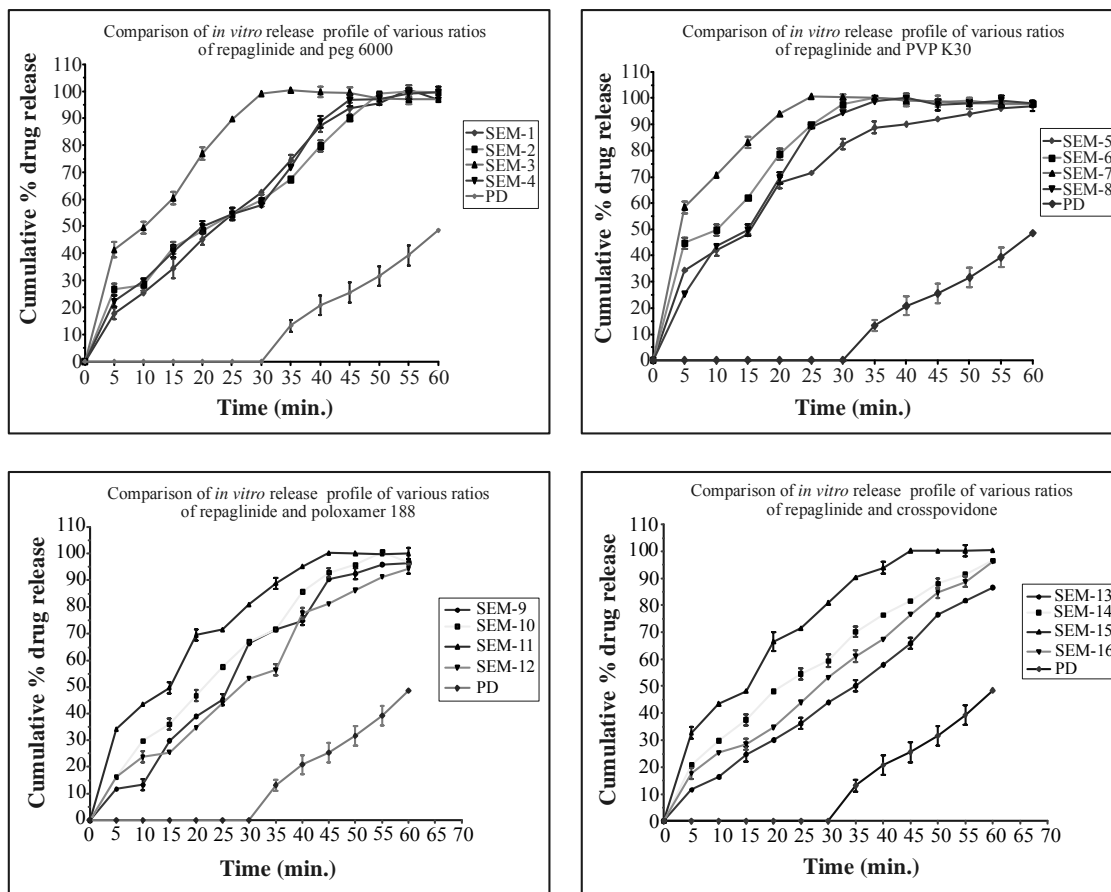 Comparison of in vitro release profile of various ratios
of repaglinide and peg 6000
Cumulative % drug release
110
100
90
80
70
60
50
40
30
20
10
0
0 5 10 15 20 25 30 35 40 45 50 55 60
Time (min.)
SEM-1
SEM-2
SEM-3
SEM-4
PD
Comparison of in vitro release profile of various ratios
of repaglinide and PVP K30
Cumulative % drug release
110
100
90
80
70
60
50
40
30
20
10
0
0 5 10 15 20 25 30 35 40 45 50 55 60
Time (min.)
SEM-5
SEM-6
SEM-7
SEM-8
PD
Comparison of in vitro release profile of various ratios
of repaglinide and poloxamer 188
Cumulative % drug release
110
100
90
80
70
60
50
40
30
20
10
0
0 5 10 15 20 25 30 35 40 45 50 55 60 65 70
Time (min.)
SEM-9
SEM-10
SEM-11
SEM-12
PD
Comparison of in vitro release profile of various ratios
of repaglinide and crosspovidone
Cumulative % drug release
110
100
90
80
70
60
50
40
30
20
10
0
0 5 10 15 20 25 30 35 40 45 50 55 60 65 70
Time (min.)
SEM-13
SEM-14
SEM-15
SEM-16
PD